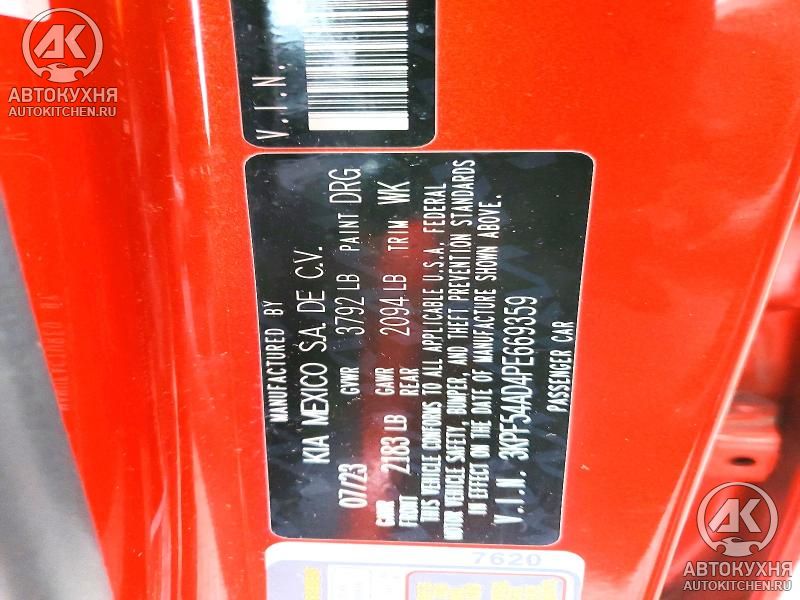 AK
АВТОКУХНЯ
AUTOKITCHEN.RU
V.I.N.
MANUFACTURED BY
KIA MEXICO S.A. DE C.V.
07/23 GVWR 3792 LB PAINT DRG
GAWR FRONT 2183 LB GAWR REAR 2094 LB TRIM WK
THIS VEHICLE CONFORMS TO ALL APPLICABLE U.S.A. FEDERAL
MOTOR VEHICLE SAFETY, BUMPER, AND THEFT PREVENTION STANDARDS
IN EFFECT ON THE DATE OF MANUFACTURE SHOWN ABOVE.
V.I.N. 3KPF54AD4PE669359
PASSENGER CAR
7620
AK
АВТОКУХНЯ
AUTOKITCHEN.RU